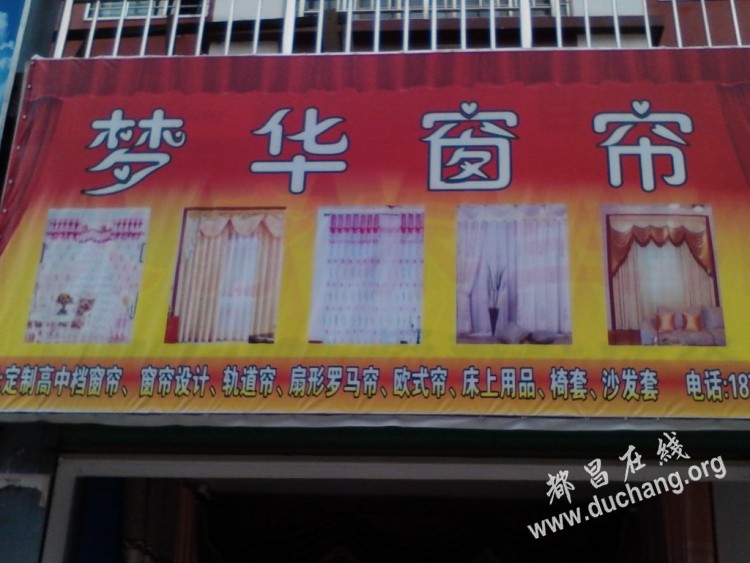 梦华窗帘
定制高中档窗帘、窗帘设计、轨道帘、扇形罗马帘、欧式帘、床上用品、椅套、沙发套 电话:18
都昌在线
www.duchang.org